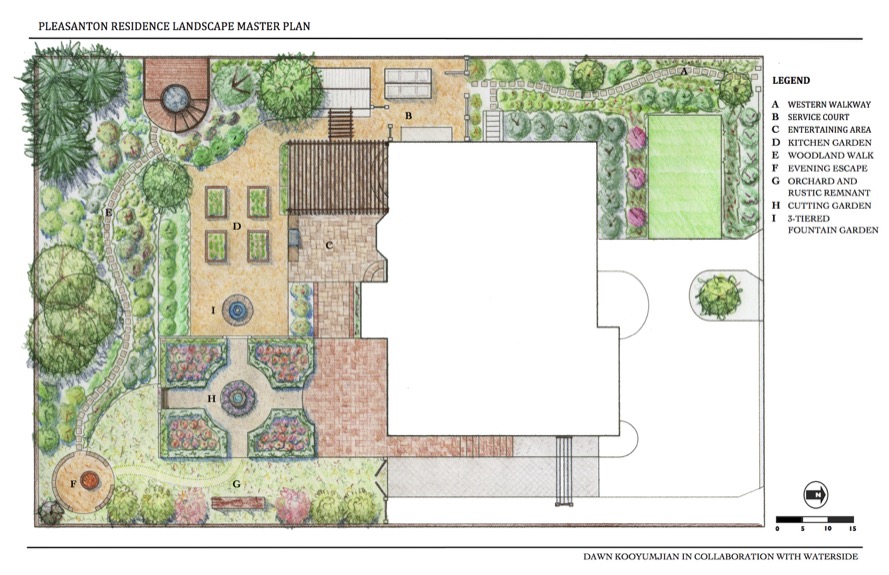 PLEASANTON RESIDENCE LANDSCAPE MASTER PLAN
A
B
C
D
E
I
H
F
G
LEGEND
A WESTERN WALKWAY
B SERVICE COURT
C ENTERTAINING AREA
D KITCHEN GARDEN
E WOODLAND WALK
F EVENING ESCAPE
G ORCHARD AND
RUSTIC REMNANT
H CUTTING GARDEN
I 3-TIERED
FOUNTAIN GARDEN
N
0 5 10 15
DAWN KOOYUMJIAN IN COLLABORATION WITH WATERSIDE